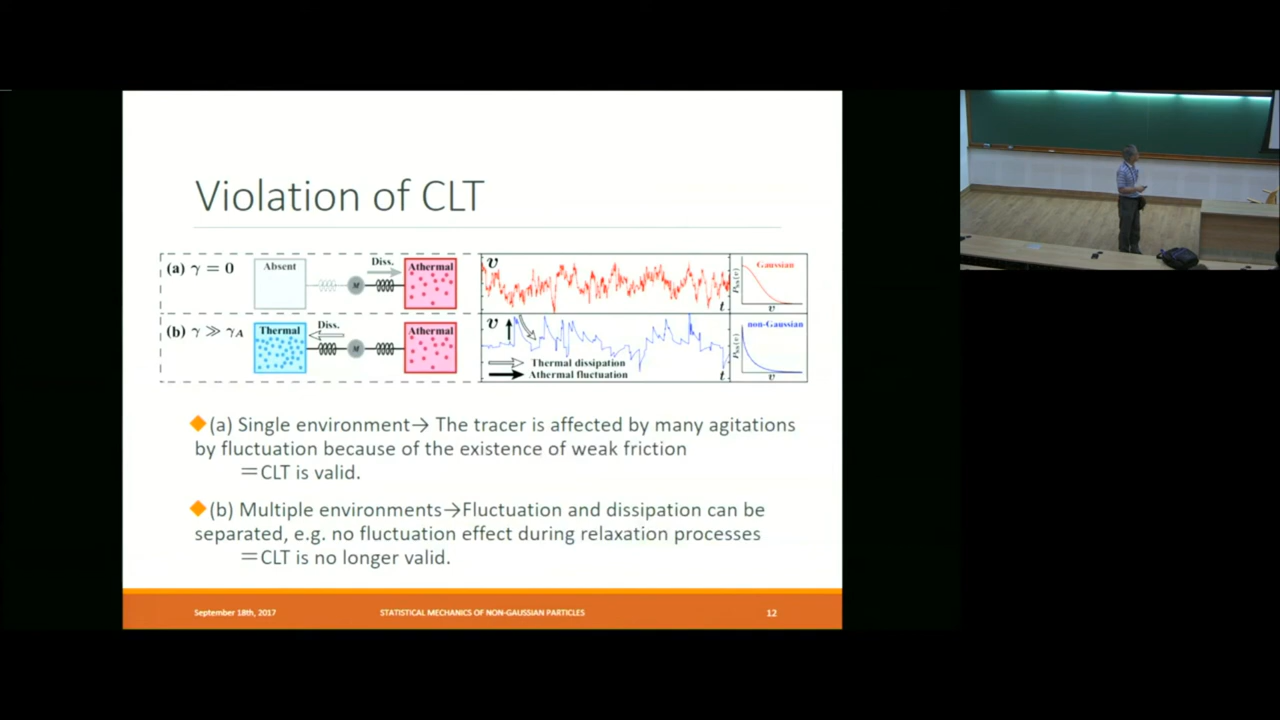 Violation of CLT
(a) γ = 0
Absent
Diss.
M
Athermal
v
t
Gaussian
v
(b) γ ≫ γ_A
Thermal
Diss.
M
Athermal
v
Thermal dissipation
Athermal fluctuation
t
non-Gaussian
v
(a) Single environment→ The tracer is affected by many agitations
by fluctuation because of the existence of weak friction
＝CLT is valid.
(b) Multiple environments→Fluctuation and dissipation can be
separated, e.g. no fluctuation effect during relaxation processes
＝CLT is no longer valid.
September 18th, 2017
STATISTICAL MECHANICS OF NON-GAUSSIAN PARTICLES
12